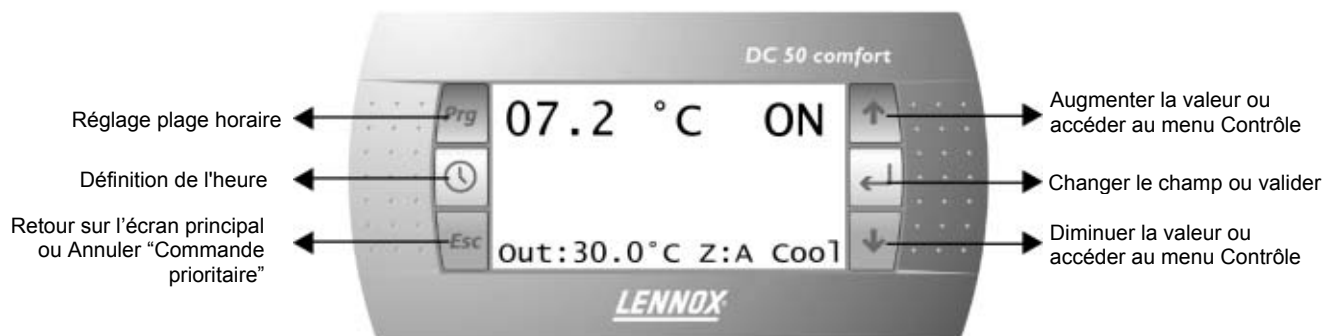 DC 50 comfort
Réglage plage horaire
Prg
07.2 °C ON
Augmenter la valeur ou
accéder au menu Contrôle
Définition de l'heure
Changer le champ ou valider
Retour sur l’écran principal
ou Annuler “Commande
prioritaire”
Esc
Out:30.0°C Z:A Cool
Diminuer la valeur ou
accéder au menu Contrôle
LENNOX